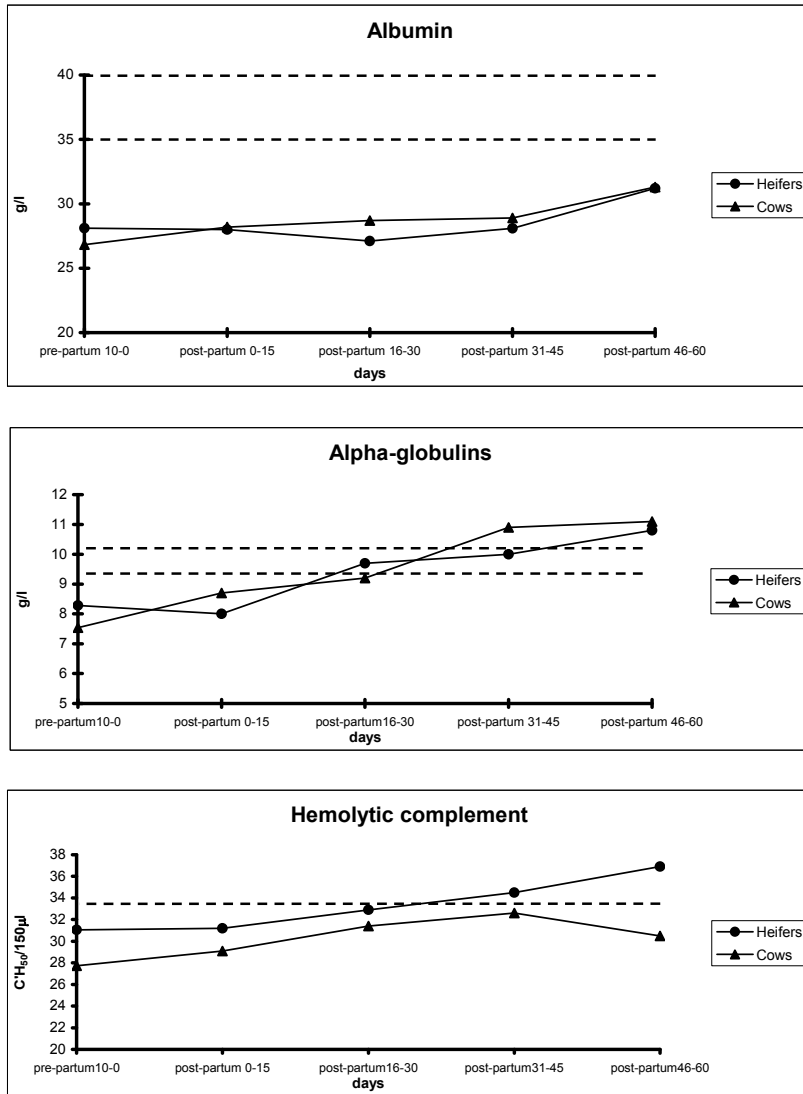 Albumin
40
35
30
25
20
g/l
pre-partum 10-0 post-partum 0-15 post-partum 16-30 post-partum 31-45 post-partum 46-60
days
Heifers
Cows
Alpha-globulins
12
11
10
9
8
7
6
5
g/l
pre-partum10-0 post-partum 0-15 post-partum16-30 post-partum 31-45 post-partum 46-60
days
Heifers
Cows
Hemolytic complement
38
36
34
32
30
28
26
24
22
20
C'H₅₀/150µl
pre-partum10-0 post-partum 0-15 post-partum16-30 post-partum31-45 post-partum46-60
days
Heifers
Cows